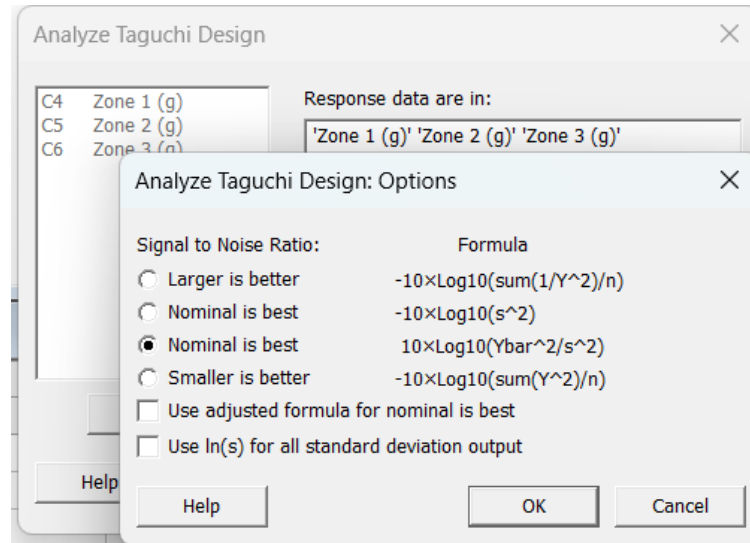 Analyze Taguchi Design
C4 Zone 1 (g)
C5 Zone 2 (g)
C6 Zone 3 (g)
Response data are in:
'Zone 1 (g)' 'Zone 2 (g)' 'Zone 3 (g)'
Analyze Taguchi Design: Options
Signal to Noise Ratio: Formula
Larger is better -10×Log10(sum(1/Y^2)/n)
Nominal is best -10×Log10(s^2)
Nominal is best 10×Log10(Ybar^2/s^2)
Smaller is better -10×Log10(sum(Y^2)/n)
Use adjusted formula for nominal is best
Use ln(s) for all standard deviation output
Help
Help OK Cancel